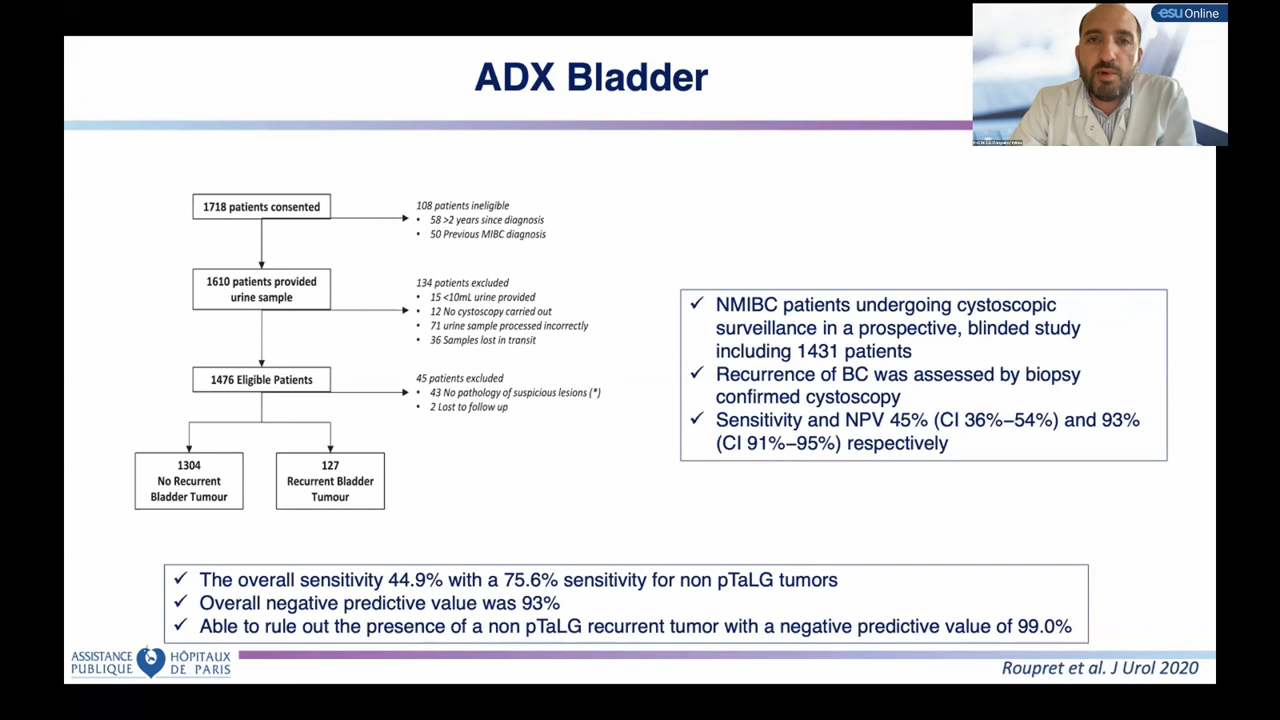 esu Online
ADX Bladder
1718 patients consented
108 patients ineligible
• 58 >2 years since diagnosis
• 50 Previous MIBC diagnosis
1610 patients provided
urine sample
134 patients excluded
• 15 <10mL urine provided
• 12 No cystoscopy carried out
• 71 urine sample processed incorrectly
• 36 Samples lost in transit
1476 Eligible Patients
45 patients excluded
• 43 No pathology of suspicious lesions (*)
• 2 Lost to follow up
1304
No Recurrent
Bladder Tumour
127
Recurrent Bladder
Tumour
✓ NMIBC patients undergoing cystoscopic
surveillance in a prospective, blinded study
including 1431 patients
✓ Recurrence of BC was assessed by biopsy
confirmed cystoscopy
✓ Sensitivity and NPV 45% (CI 36%–54%) and 93%
(CI 91%–95%) respectively
✓ The overall sensitivity 44.9% with a 75.6% sensitivity for non pTaLG tumors
✓ Overall negative predictive value was 93%
✓ Able to rule out the presence of a non pTaLG recurrent tumor with a negative predictive value of 99.0%
ASSISTANCE HÔPITAUX
PUBLIQUE DE PARIS
Roupret et al. J Urol 2020